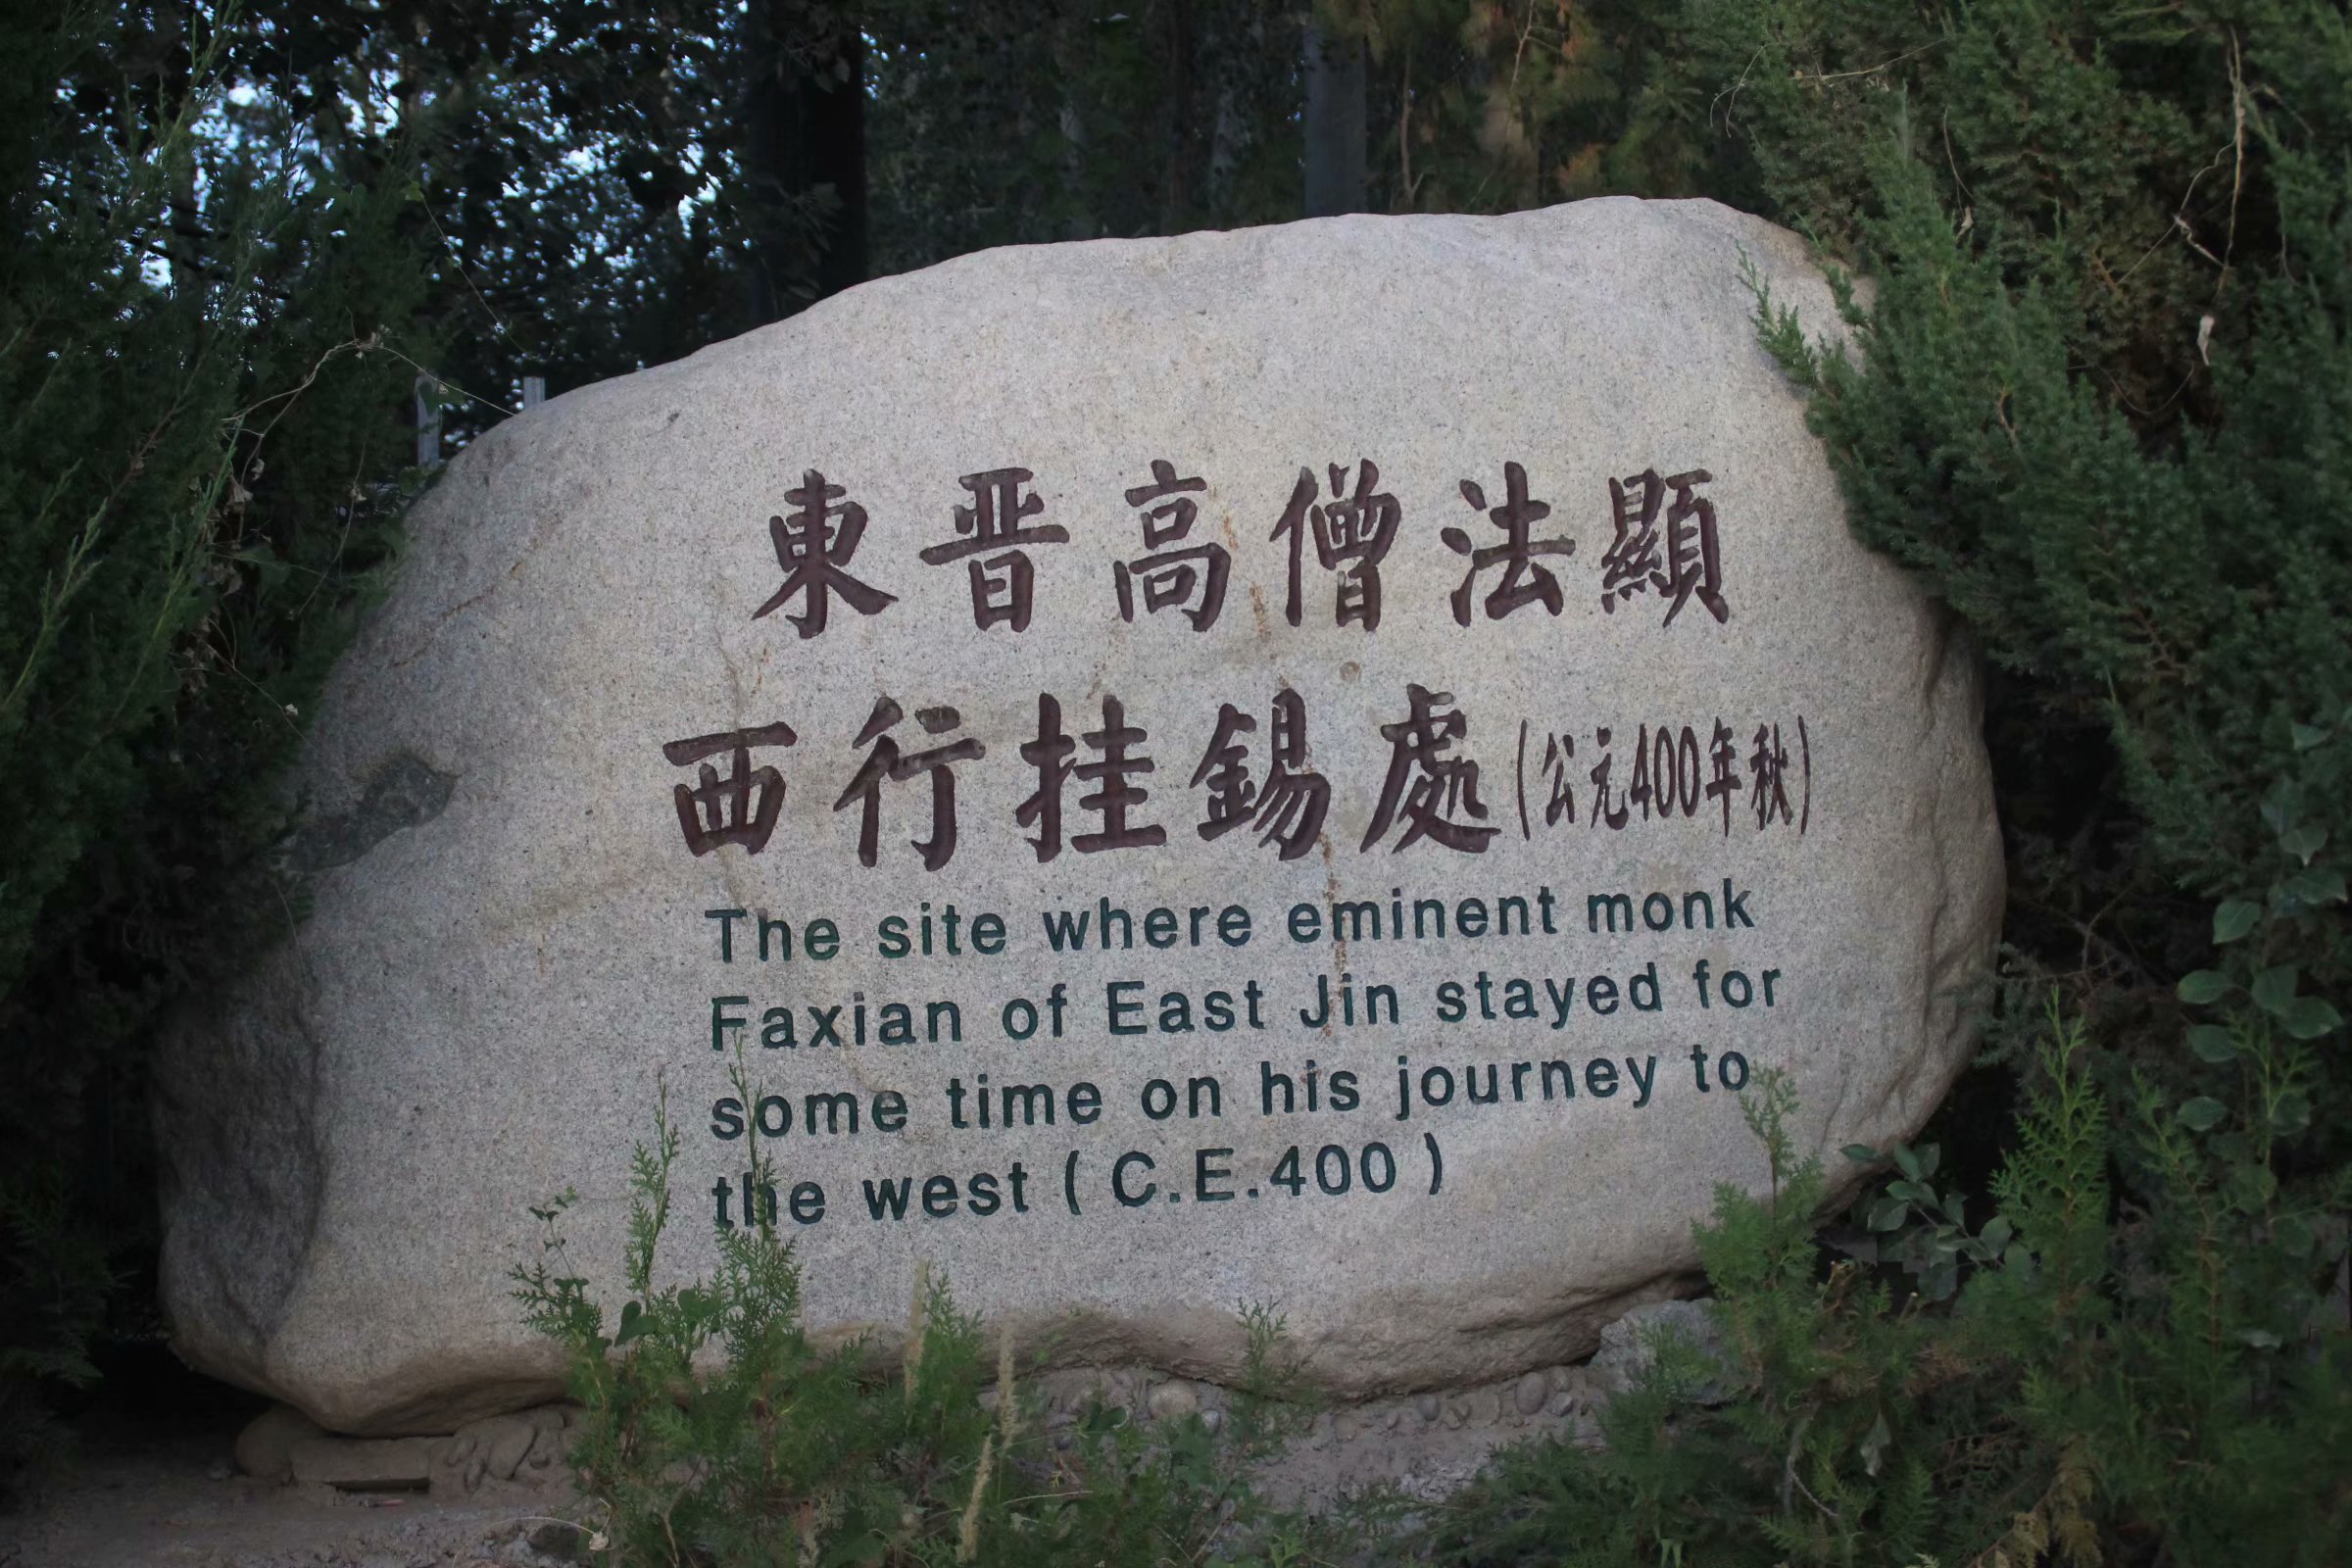 東晋高僧法顯
西行挂錫處(公元400年秋)
The site where eminent monk
Faxian of East Jin stayed for
some time on his journey to
the west ( C.E.400 )